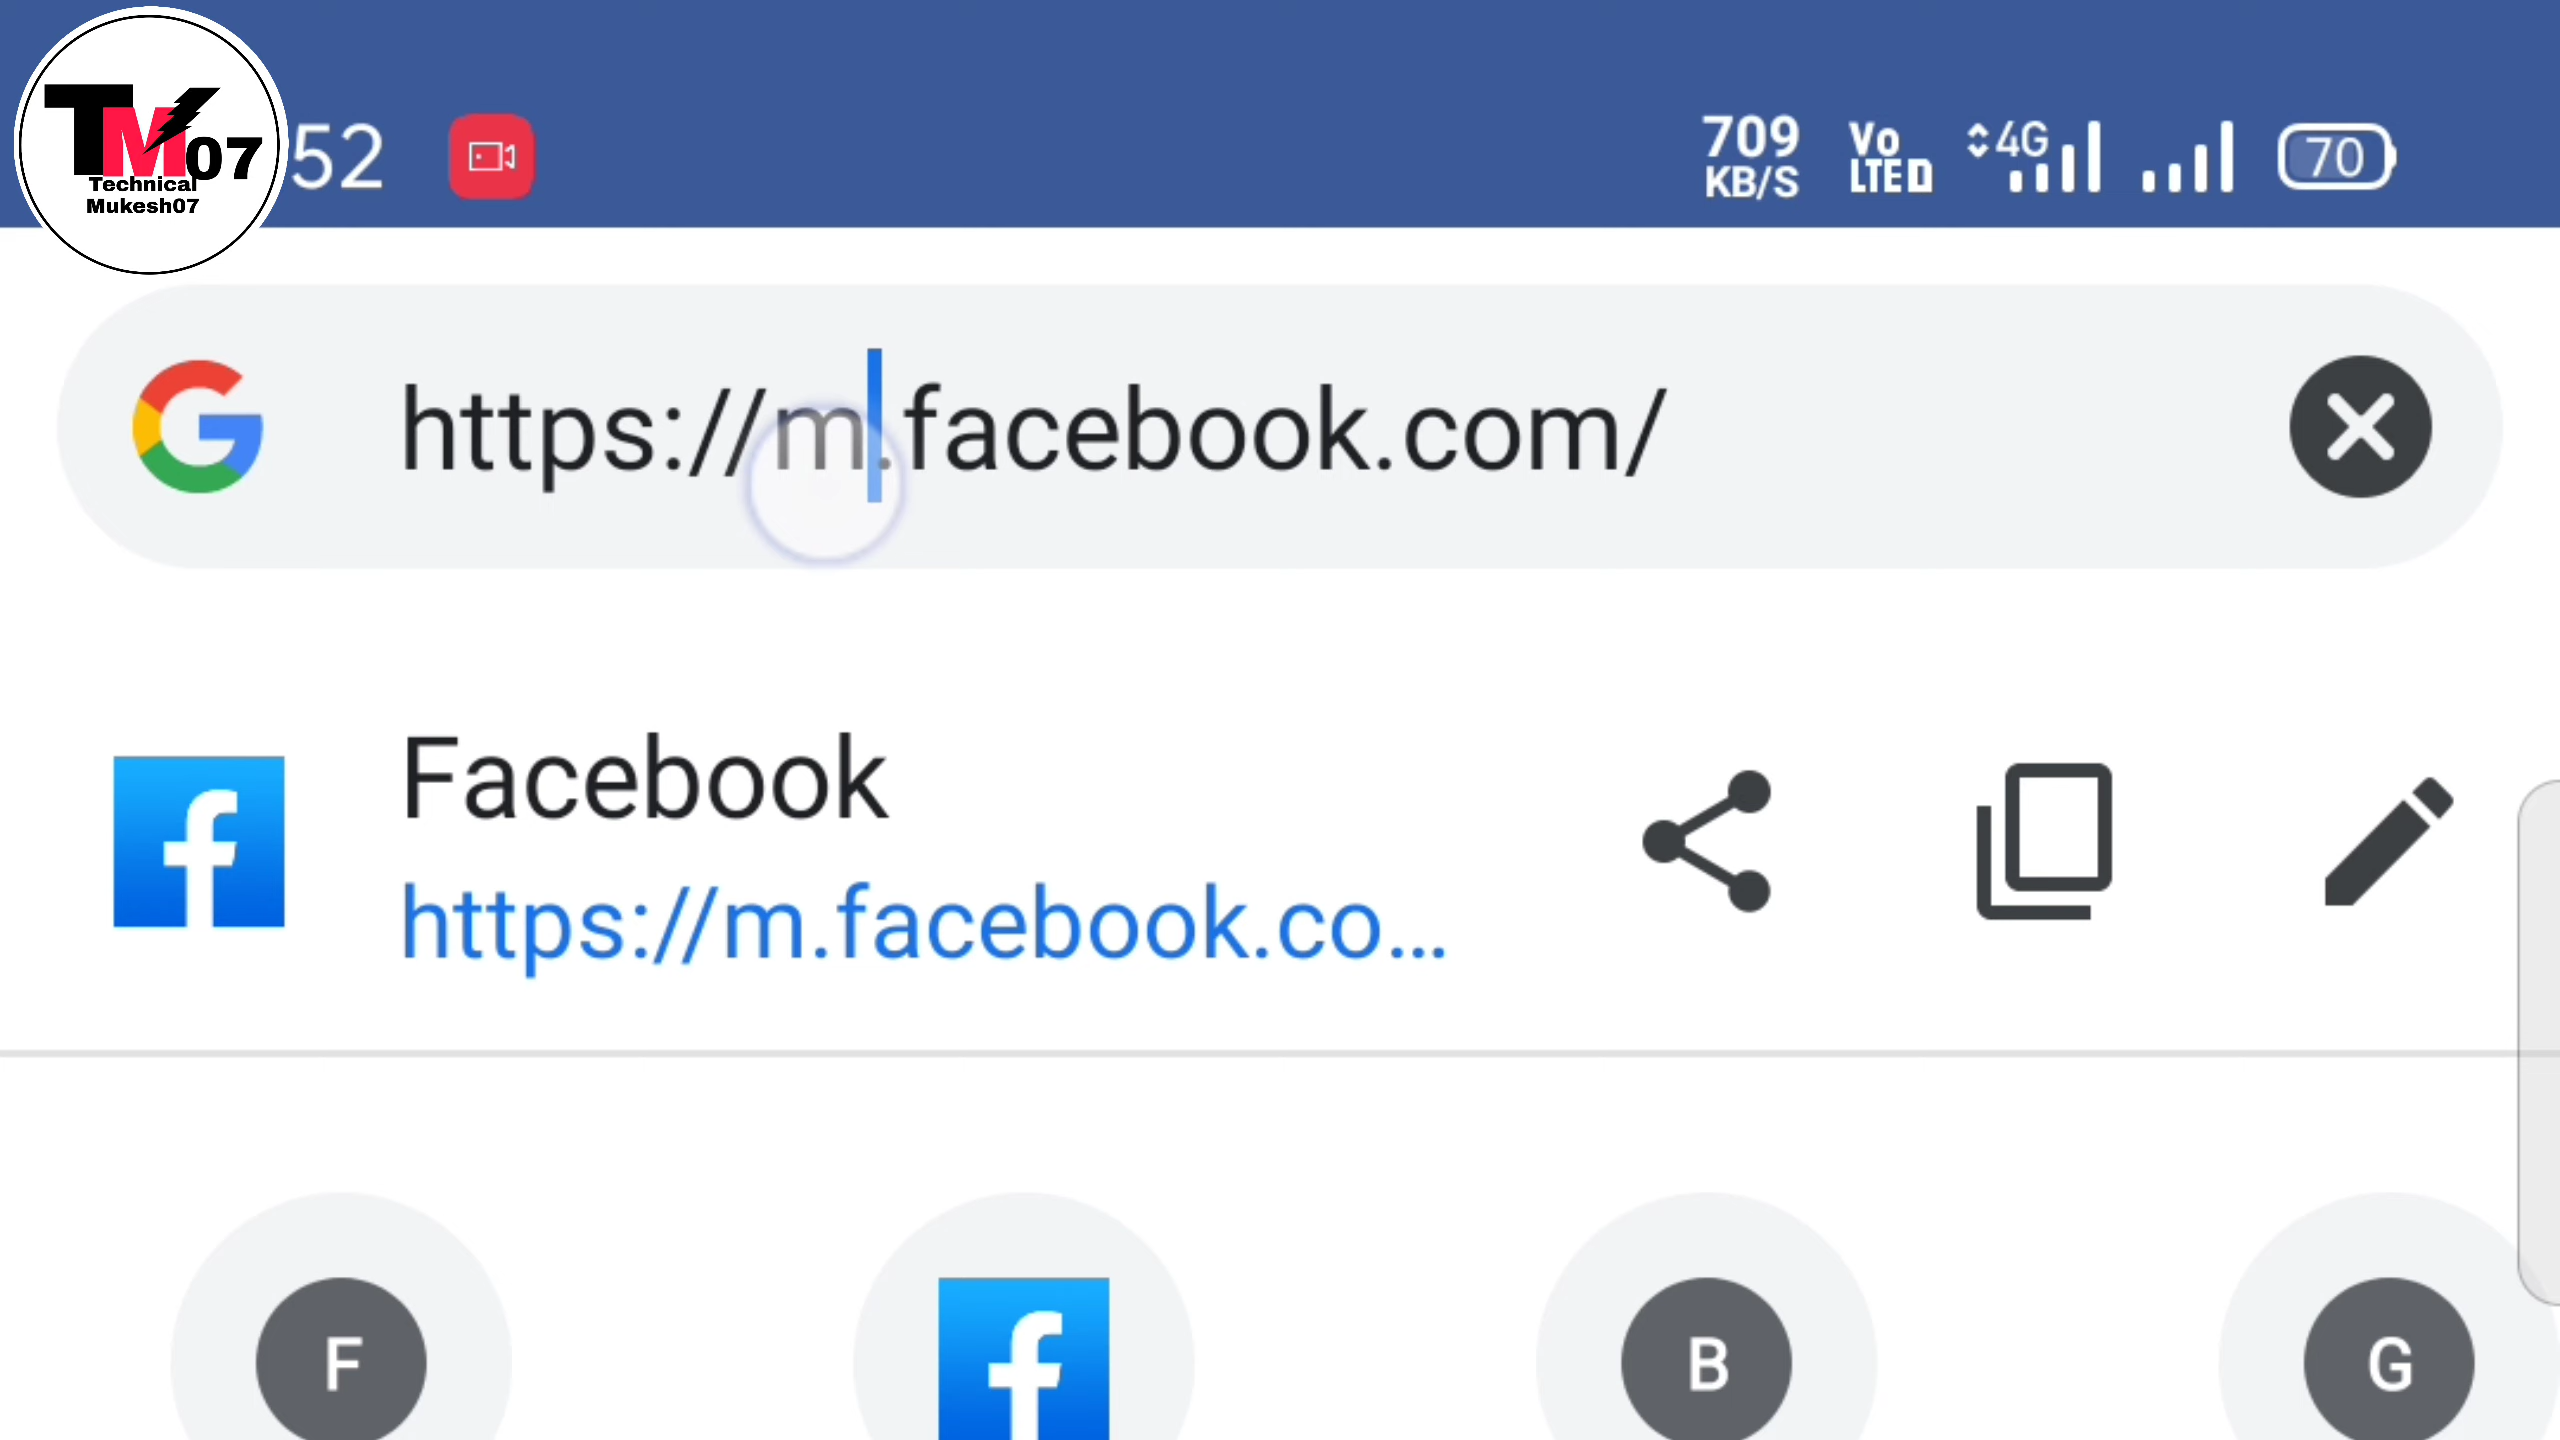 TM07
Technical
Mukesh07
52
709
KB/S
Vo
LTE
4G
70
https://m.facebook.com/
Facebook
https://m.facebook.co...
F
B
G